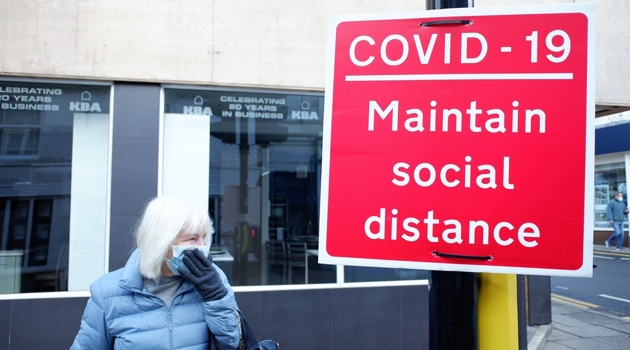 COVID - 19
Maintain
social
distance
CELEBRATING
20 YEARS
IN BUSINESS
KBA
CELEBRATING
20 YEARS
IN BUSINESS
KBA